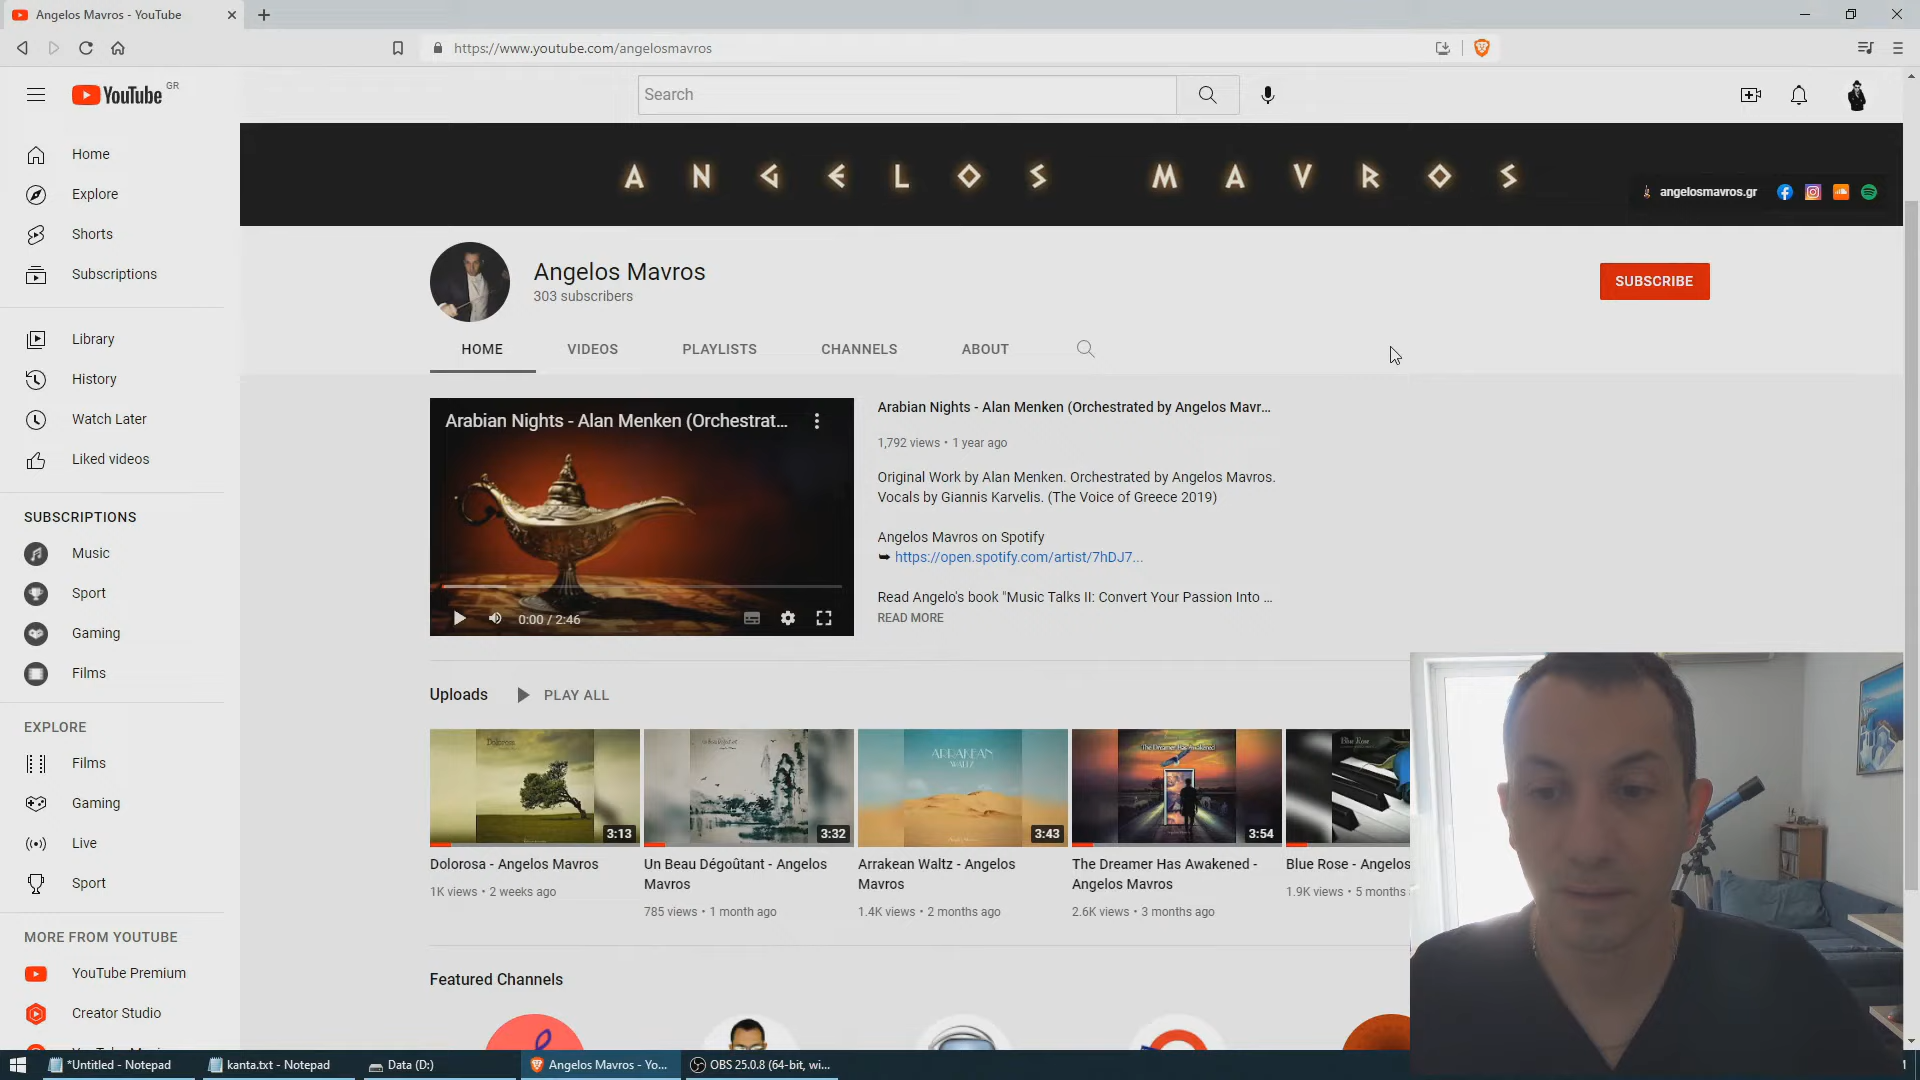 Angelos Mavros - YouTube
https://www.youtube.com/angelosmavros
YouTube GR
Search
Home
Explore
Shorts
Subscriptions
Library
History
Watch Later
Liked videos
SUBSCRIPTIONS
Music
Sport
Gaming
Films
EXPLORE
Films
Gaming
Live
Sport
MORE FROM YOUTUBE
YouTube Premium
Creator Studio
ANGELOS MAVROS
angelosmavros.gr
Angelos Mavros
303 subscribers
SUBSCRIBE
HOME
VIDEOS
PLAYLISTS
CHANNELS
ABOUT
Arabian Nights - Alan Menken (Orchestrat...
0:00 / 2:46
Arabian Nights - Alan Menken (Orchestrated by Angelos Mavr...
1,792 views • 1 year ago
Original Work by Alan Menken. Orchestrated by Angelos Mavros.
Vocals by Giannis Karvelis. (The Voice of Greece 2019)
Angelos Mavros on Spotify
➥ https://open.spotify.com/artist/7hDJ7...
Read Angelo's book "Music Talks II: Convert Your Passion Into ...
READ MORE
Uploads
PLAY ALL
Dolorosa
3:13
Dolorosa - Angelos Mavros
1K views • 2 weeks ago
3:32
Un Beau Dégoûtant - Angelos
Mavros
785 views • 1 month ago
ARRAKEAN
WALTZ
3:43
Arrakean Waltz - Angelos
Mavros
1.4K views • 2 months ago
The Dreamer Has Awakened
3:54
The Dreamer Has Awakened -
Angelos Mavros
2.6K views • 3 months ago
Blue Rose
Blue Rose - Angelos
1.9K views • 5 months
Featured Channels
*Untitled - Notepad
kanta.txt - Notepad
Data (D:)
Angelos Mavros - Yo...
OBS 25.0.8 (64-bit, wi...